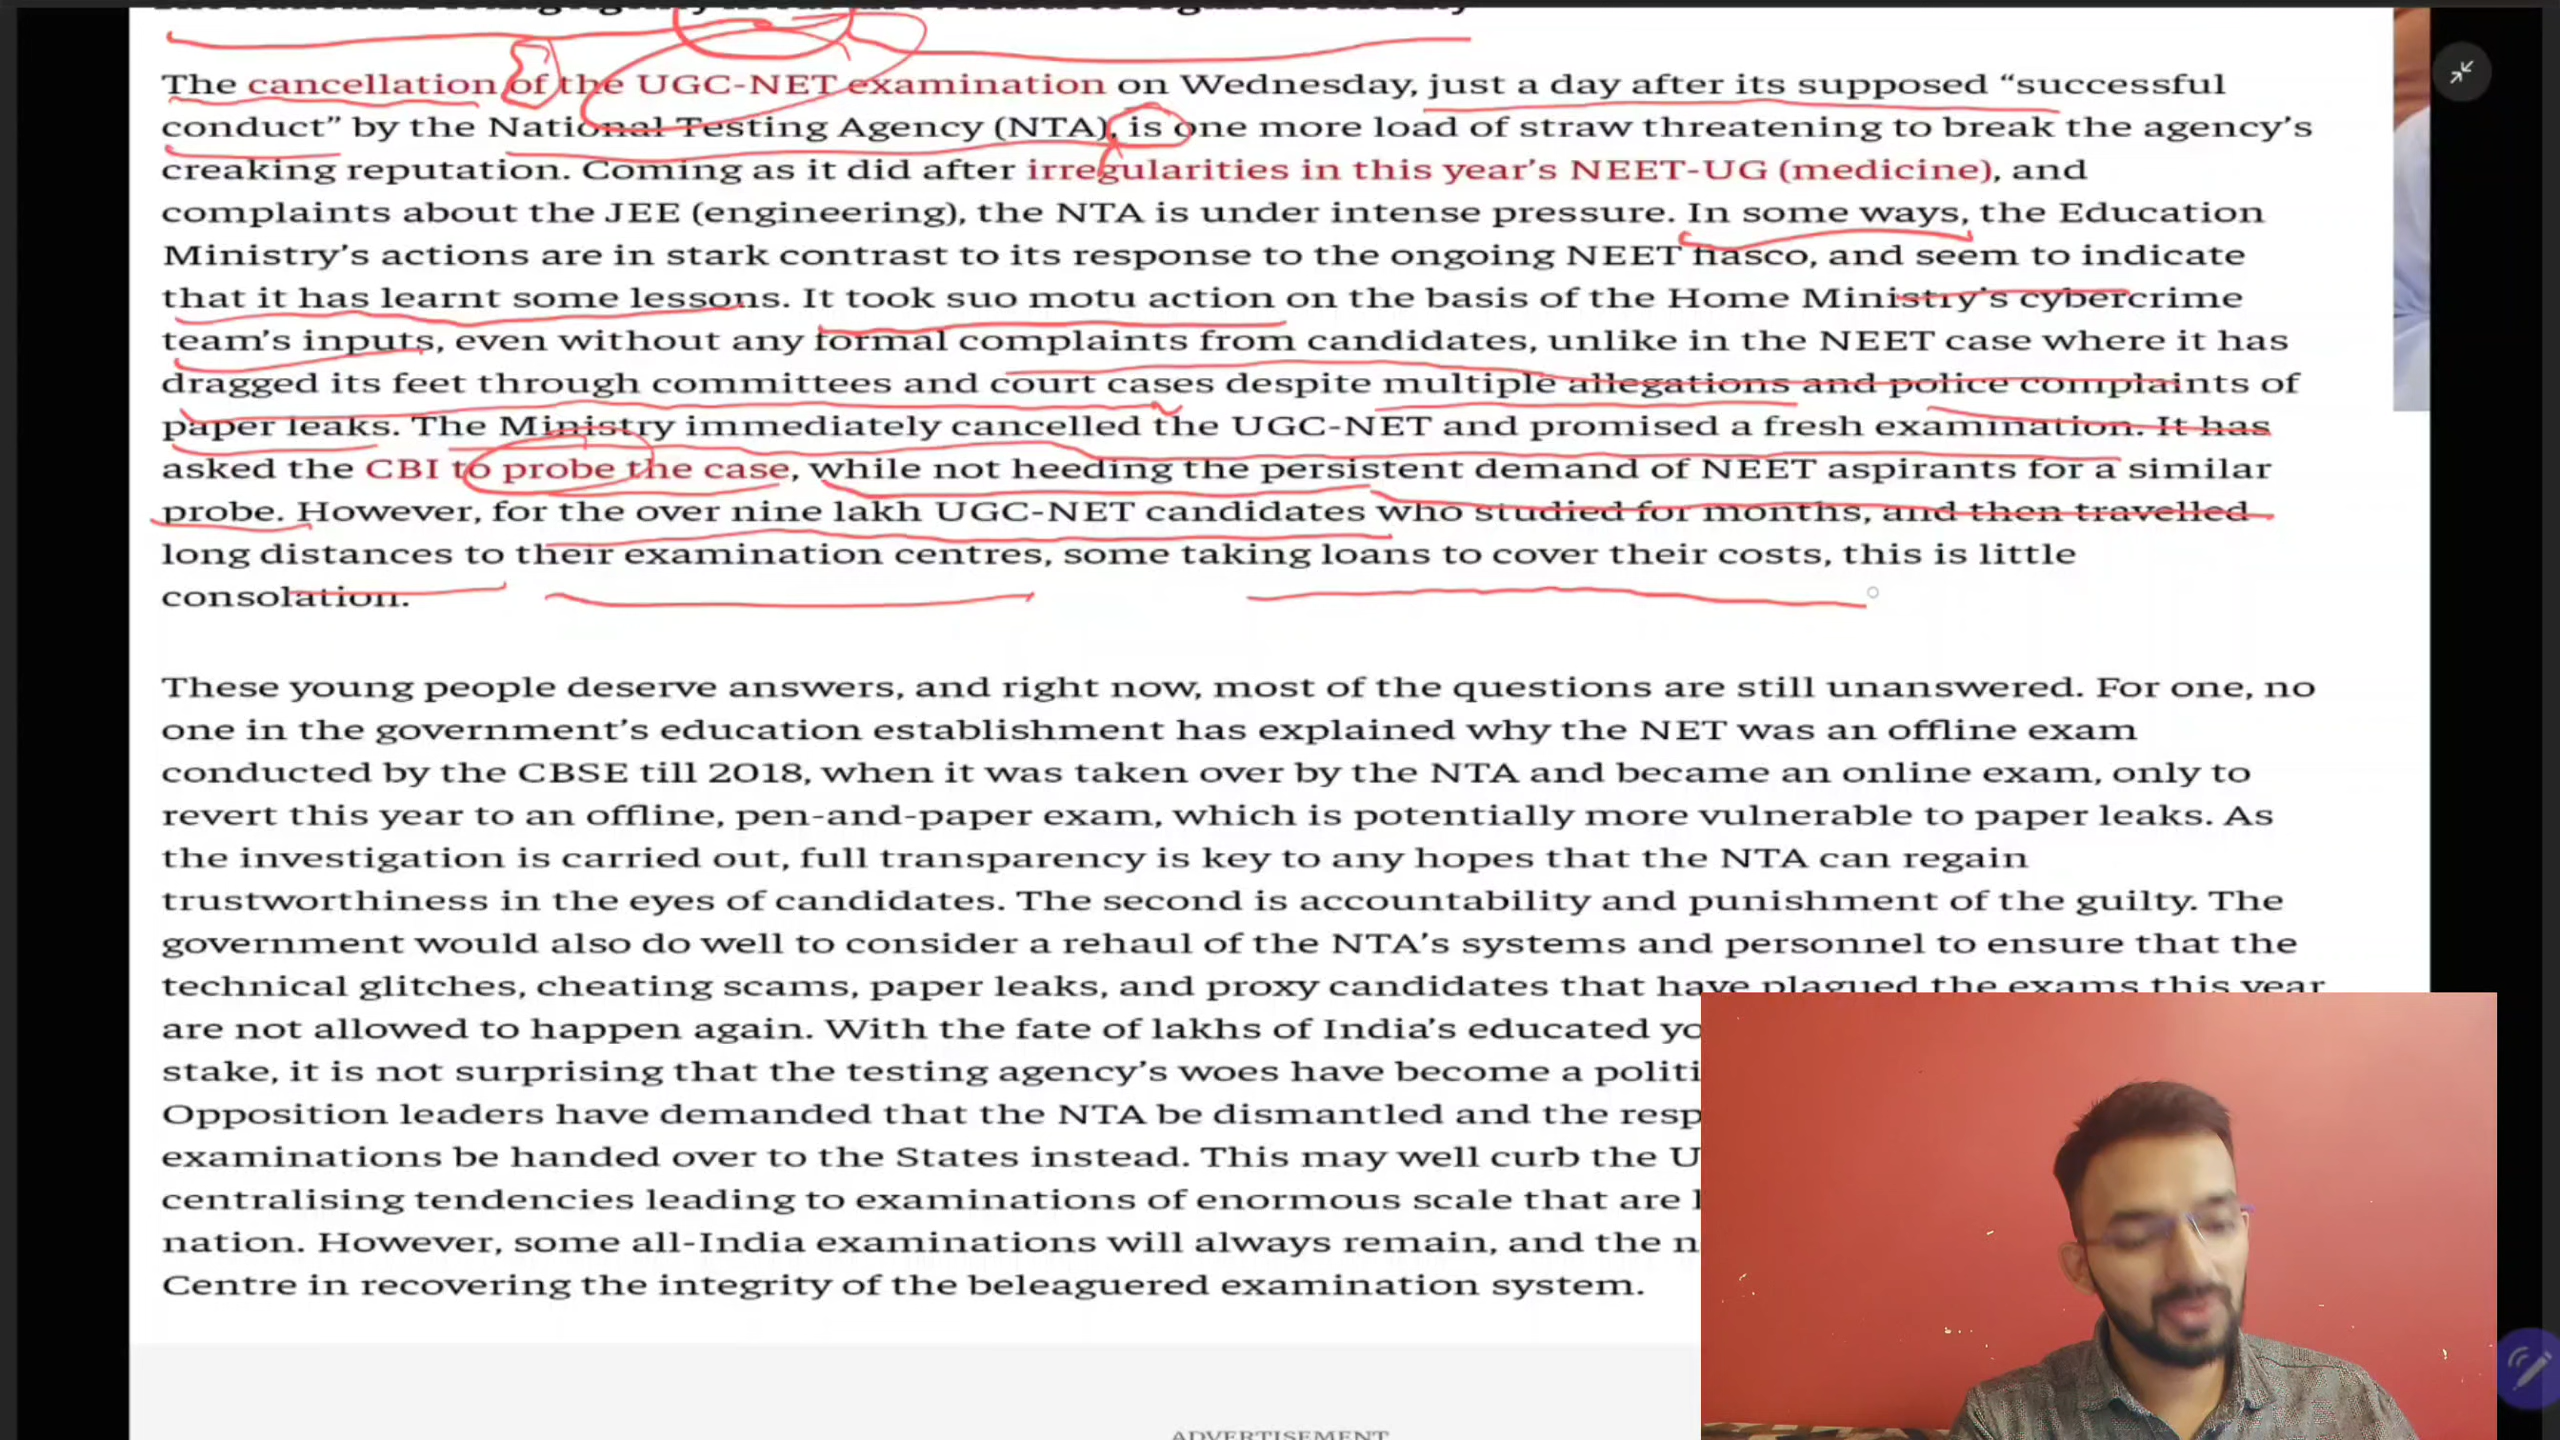 The cancellation of the UGC-NET examination on Wednesday, just a day after its supposed “successful
conduct” by the National Testing Agency (NTA), is one more load of straw threatening to break the agency’s
creaking reputation. Coming as it did after irregularities in this year’s NEET-UG (medicine), and
complaints about the JEE (engineering), the NTA is under intense pressure. In some ways, the Education
Ministry’s actions are in stark contrast to its response to the ongoing NEET fiasco, and seem to indicate
that it has learnt some lessons. It took suo motu action on the basis of the Home Ministry’s cybercrime
team’s inputs, even without any formal complaints from candidates, unlike in the NEET case where it has
dragged its feet through committees and court cases despite multiple allegations and police complaints of
paper leaks. The Ministry immediately cancelled the UGC-NET and promised a fresh examination. It has
asked the CBI to probe the case, while not heeding the persistent demand of NEET aspirants for a similar
probe. However, for the over nine lakh UGC-NET candidates who studied for months, and then travelled
long distances to their examination centres, some taking loans to cover their costs, this is little
consolation.
These young people deserve answers, and right now, most of the questions are still unanswered. For one, no
one in the government’s education establishment has explained why the NET was an offline exam
conducted by the CBSE till 2018, when it was taken over by the NTA and became an online exam, only to
revert this year to an offline, pen-and-paper exam, which is potentially more vulnerable to paper leaks. As
the investigation is carried out, full transparency is key to any hopes that the NTA can regain
trustworthiness in the eyes of candidates. The second is accountability and punishment of the guilty. The
government would also do well to consider a rehaul of the NTA’s systems and personnel to ensure that the
technical glitches, cheating scams, paper leaks, and proxy candidates that have plagued the exams this year
are not allowed to happen again. With the fate of lakhs of India’s educated yo
stake, it is not surprising that the testing agency’s woes have become a politi
Opposition leaders have demanded that the NTA be dismantled and the resp
examinations be handed over to the States instead. This may well curb the U
centralising tendencies leading to examinations of enormous scale that are
nation. However, some all-India examinations will always remain, and the n
Centre in recovering the integrity of the beleaguered examination system.
ADVERTISEMENT